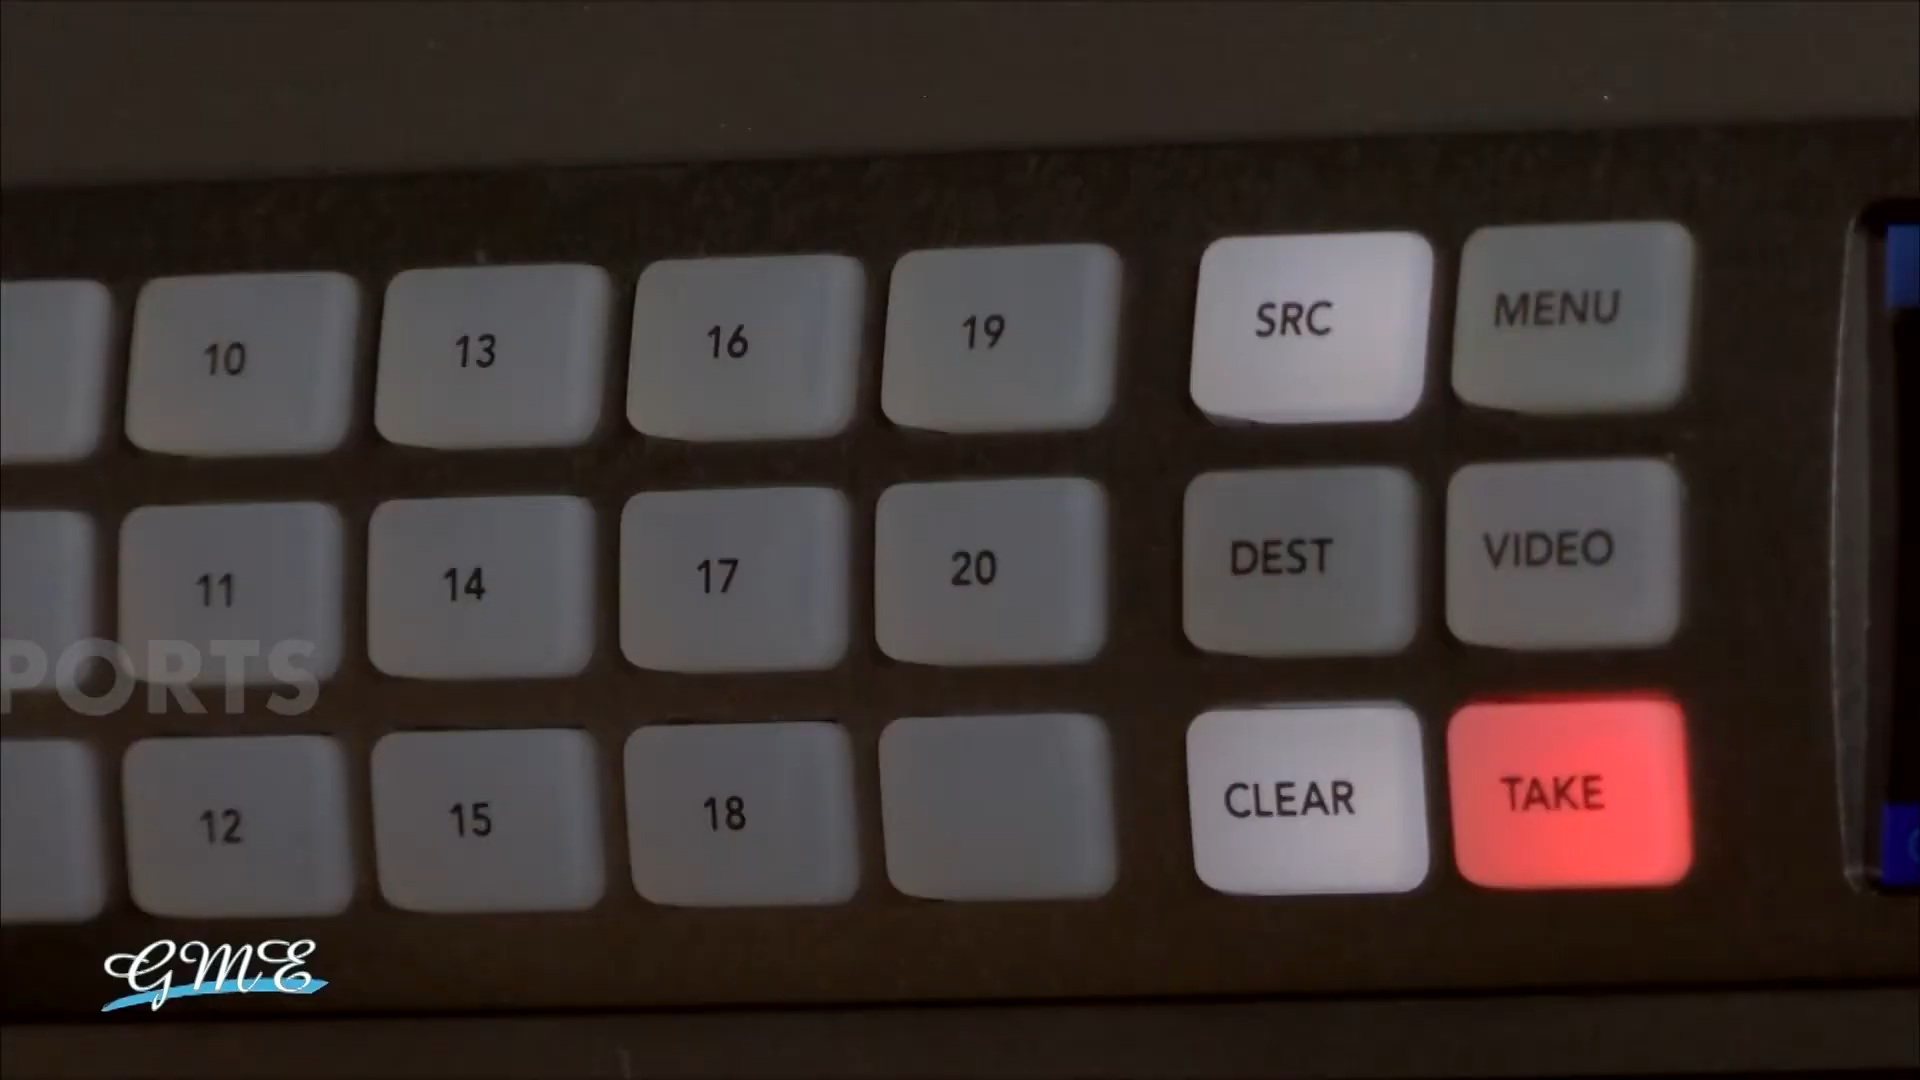 10 13 16 19 SRC MENU
11 14 17 20 DEST VIDEO
PORTS
12 15 18 CLEAR TAKE
GME